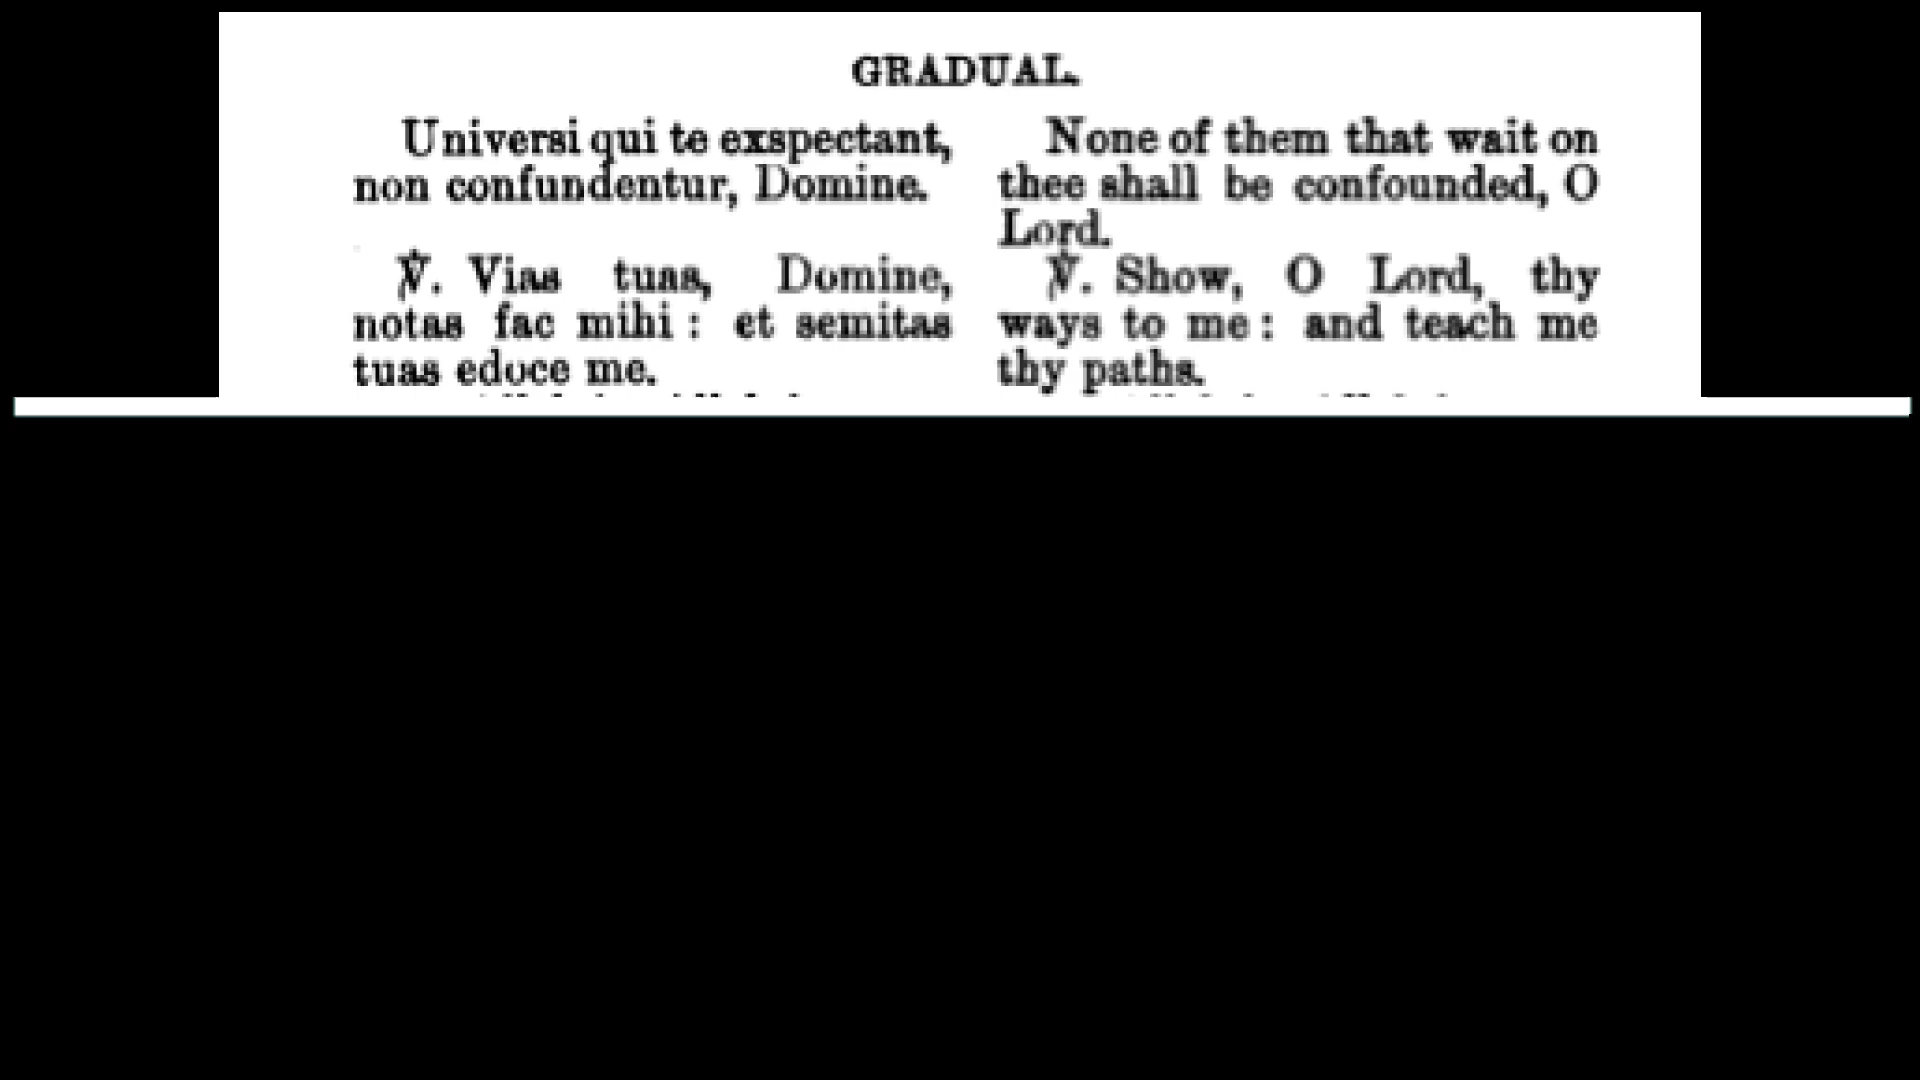 GRADUAL.
Universi qui te exspectant,
non confundentur, Domine.
℣. Vias tuas, Domine,
notas fac mihi : et semitas
tuas edoce me.
None of them that wait on
thee shall be confounded, O
Lord.
℣. Show, O Lord, thy
ways to me : and teach me
thy paths.